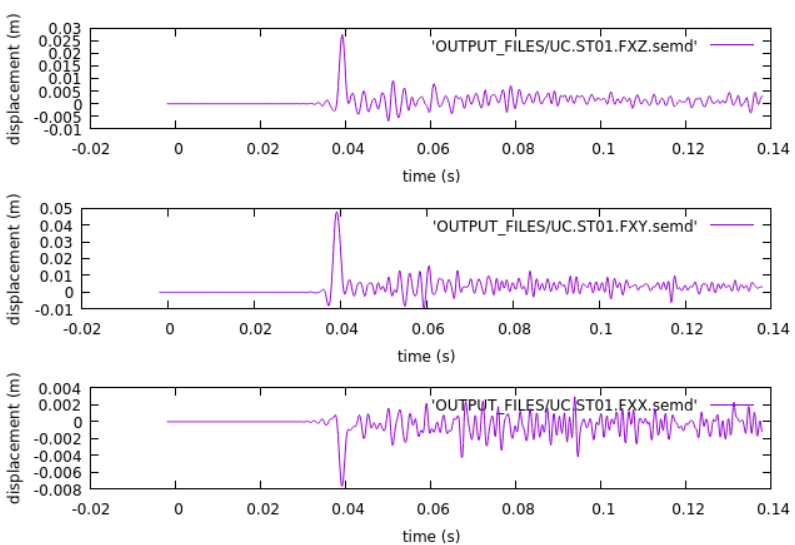 0.03
0.025
0.015
0.005
0
-0.005
-0.01
displacement (m)
'OUTPUT_FILES/UC.ST01.FXZ.semd'
-0.02 0 0.02 0.04 0.06 0.08 0.1 0.12 0.14
time (s)
0.05
0.04
0.03
0.02
0.01
0
-0.01
displacement (m)
'OUTPUT_FILES/UC.ST01.FXY.semd'
-0.02 0 0.02 0.04 0.06 0.08 0.1 0.12 0.14
time (s)
0.004
0.002
0
-0.002
-0.004
-0.006
-0.008
displacement (m)
'OUTPUT_FILES/UC.ST01.FXX.semd'
-0.02 0 0.02 0.04 0.06 0.08 0.1 0.12 0.14
time (s)